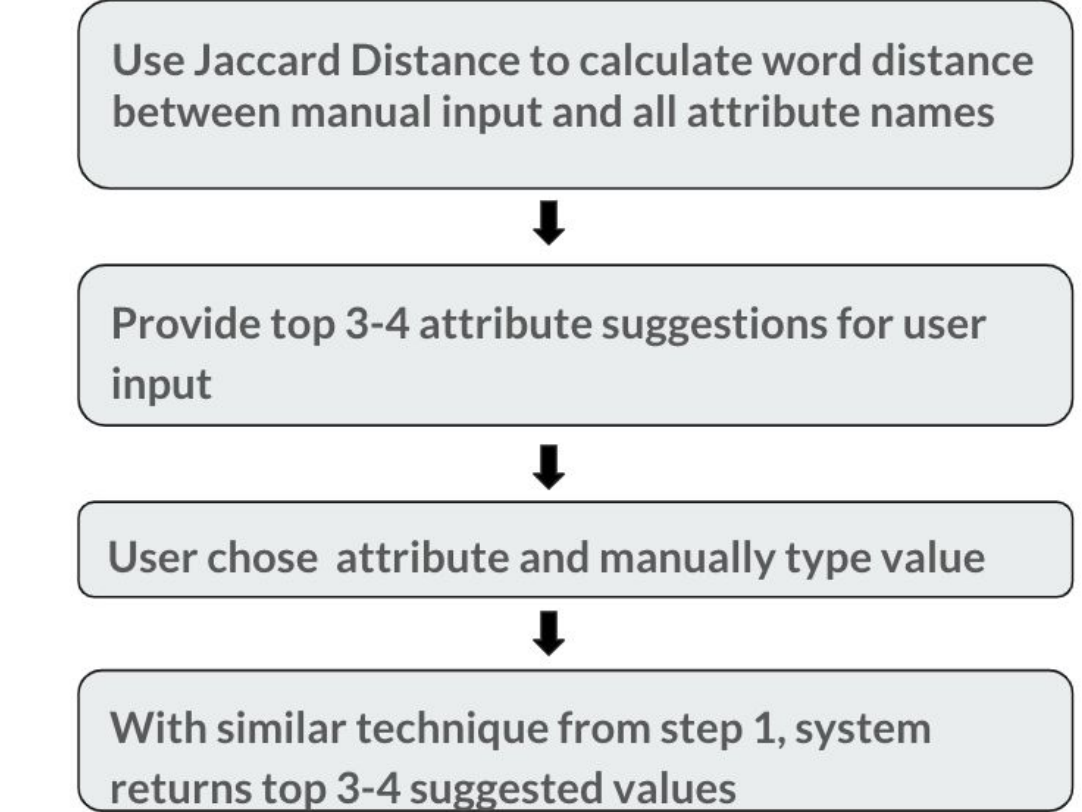 Use Jaccard Distance to calculate word distance
between manual input and all attribute names
Provide top 3-4 attribute suggestions for user
input
User chose  attribute and manually type value
With similar technique from step 1, system
returns top 3-4 suggested values